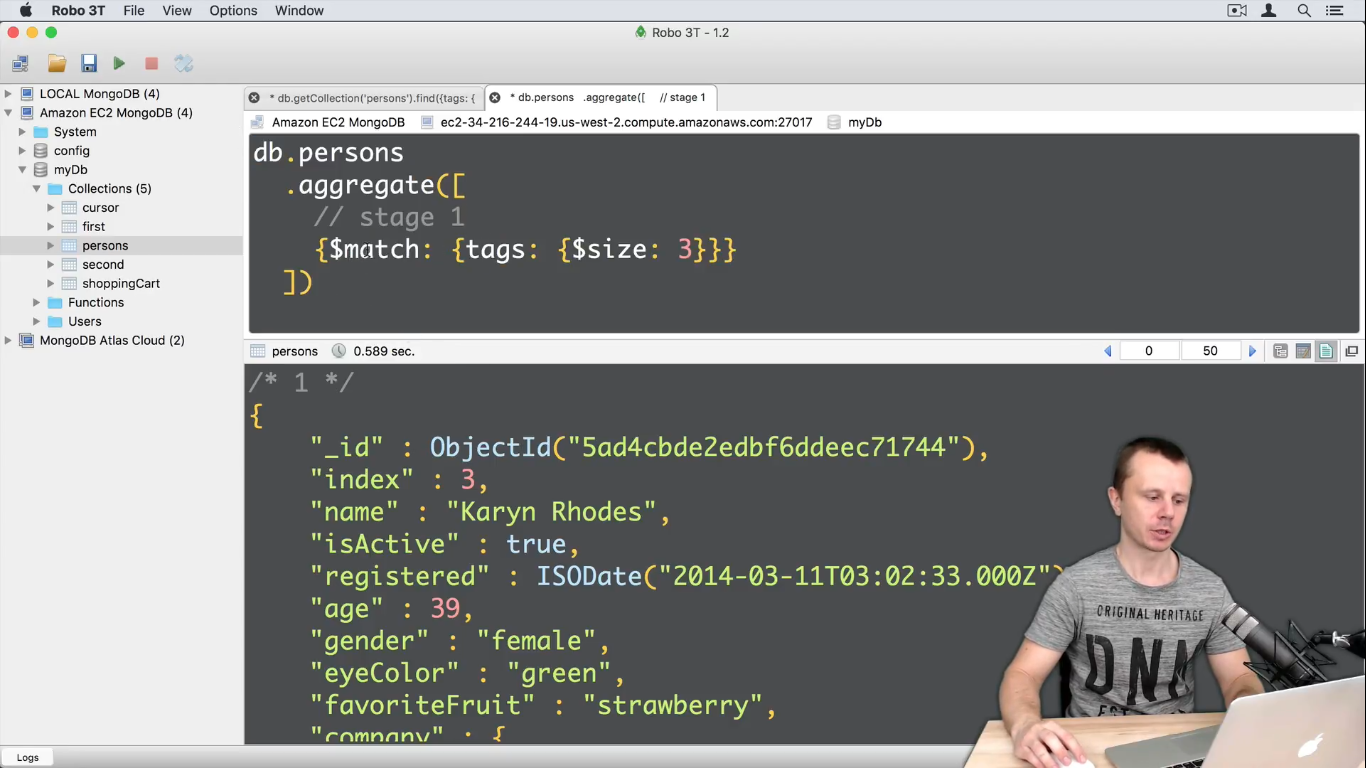 Robo 3T File View Options Window
Robo 3T - 1.2
LOCAL MongoDB (4)
Amazon EC2 MongoDB (4)
System
config
myDb
Collections (5)
cursor
first
persons
second
shoppingCart
Functions
Users
MongoDB Atlas Cloud (2)
* db.getCollection('persons').find({tags: {
* db.persons .aggregate([ // stage 1
Amazon EC2 MongoDB ec2-34-216-244-19.us-west-2.compute.amazonaws.com:27017 myDb
db.persons
.aggregate([
// stage 1
{$match: {tags: {$size: 3}}}
])
persons 0.589 sec. 0 50
/* 1 */
{
"_id" : ObjectId("5ad4cbde2edbf6ddeec71744"),
"index" : 3,
"name" : "Karyn Rhodes",
"isActive" : true,
"registered" : ISODate("2014-03-11T03:02:33.000Z")
"age" : 39,
"gender" : "female",
"eyeColor" : "green",
"favoriteFruit" : "strawberry",
"company" : {
Logs
ORIGINAL HERITAGE
DNA